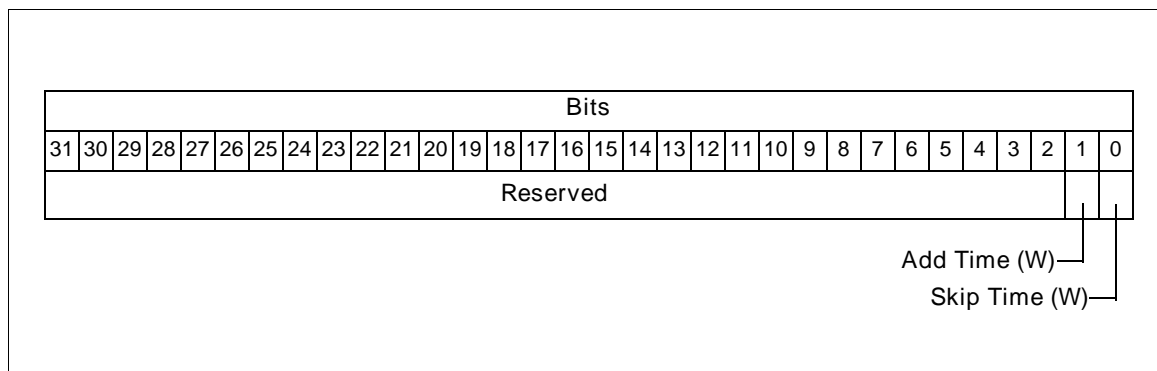 Bits
31 30 29 28 27 26 25 24 23 22 21 20 19 18 17 16 15 14 13 12 11 10 9 8 7 6 5 4 3 2 1 0
Reserved
Add Time (W)
Skip Time (W)